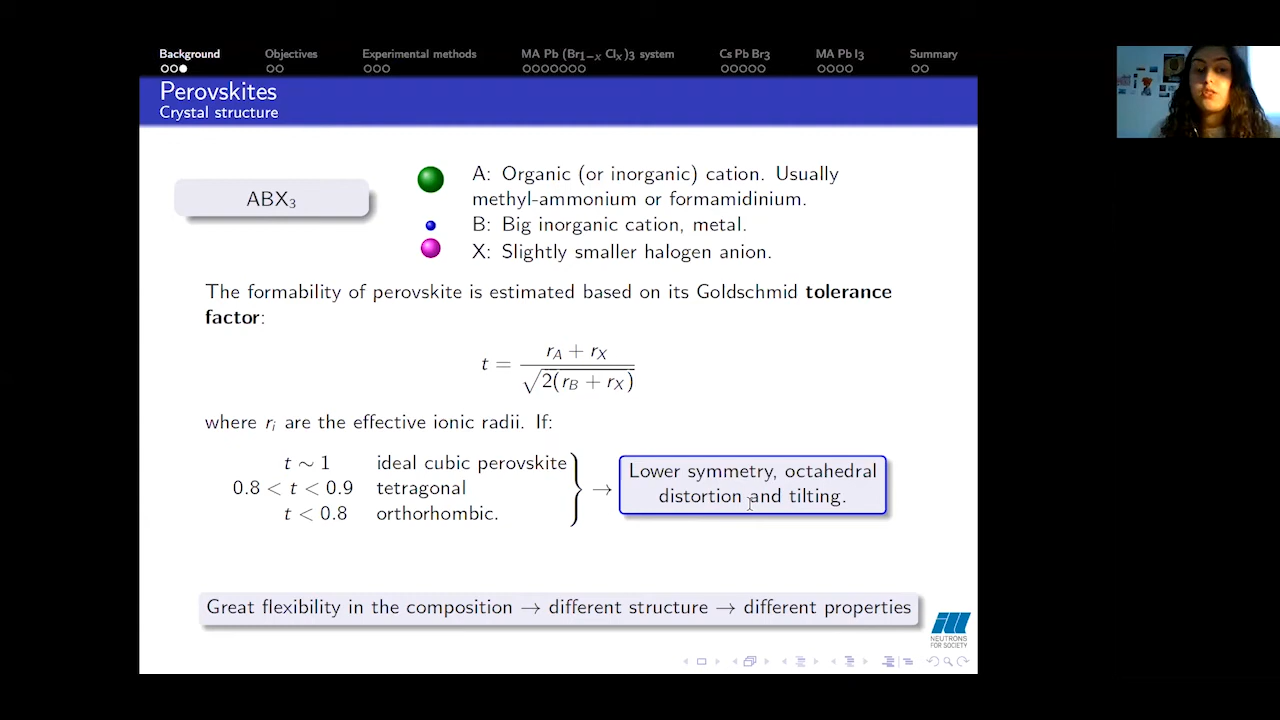 Background Objectives Experimental methods MA Pb (Br1−x Clx)3 system Cs Pb Br3 MA Pb I3 Summary
Perovskites
Crystal structure
ABX3
A: Organic (or inorganic) cation. Usually
methyl-ammonium or formamidinium.
B: Big inorganic cation, metal.
X: Slightly smaller halogen anion.
The formability of perovskite is estimated based on its Goldschmid tolerance
factor:
t = (rA + rX) / √2(rB + rX)
where ri are the effective ionic radii. If:
t ∼ 1 ideal cubic perovskite
0.8 < t < 0.9 tetragonal
t < 0.8 orthorhombic.
→
Lower symmetry, octahedral
distortion and tilting.
Great flexibility in the composition → different structure → different properties
ill
NEUTRONS
FOR SOCIETY